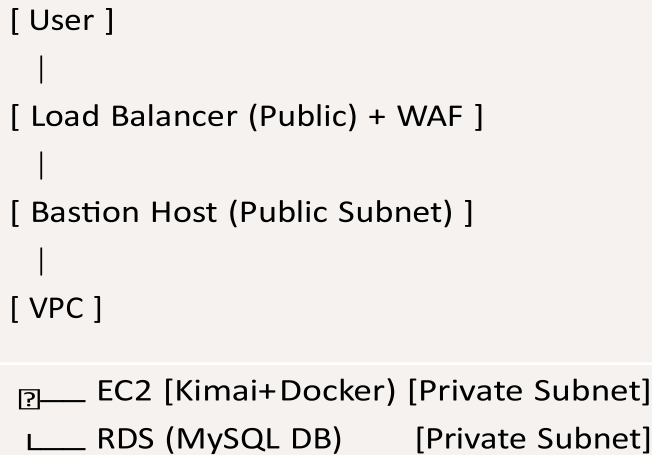 [ User ]
|
[ Load Balancer (Public) + WAF ]
|
[ Bastion Host (Public Subnet) ]
|
[ VPC ]
⍰── EC2 [Kimai+Docker) [Private Subnet]
└── RDS (MySQL DB) [Private Subnet]